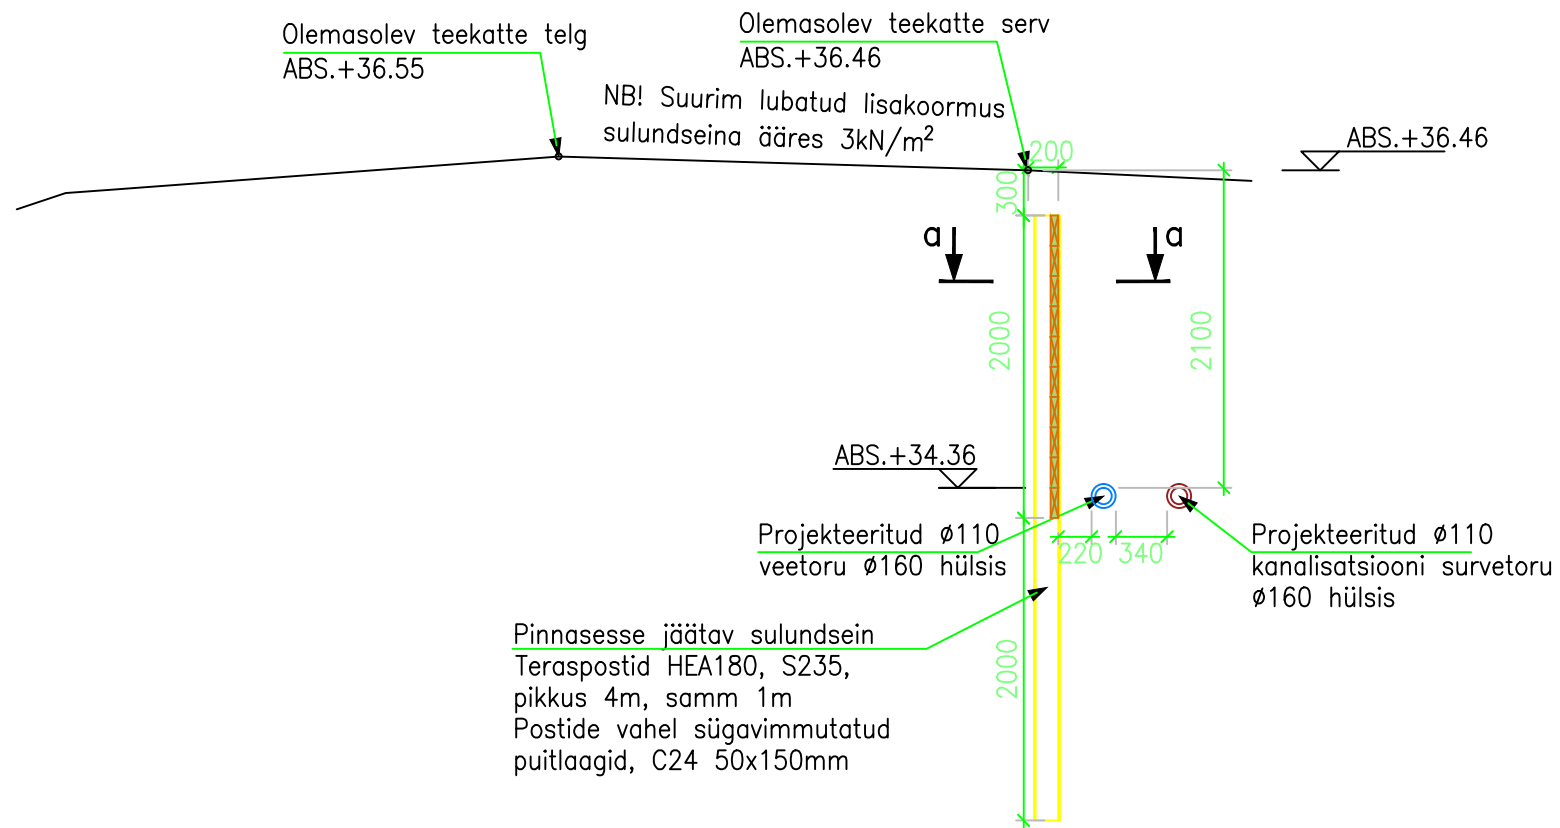 Olemasolev teekatte telg
ABS.+36.55
Olemasolev teekatte serv
ABS.+36.46
NB! Suurim lubatud lisakoormus
sulundseina ääres 3kN/m²
ABS.+36.46
200
300
a
a
2000
2100
ABS.+34.36
Projekteeritud ø110
veetoru ø160 hülsis
220
340
Projekteeritud ø110
kanalisatsiooni survetoru
ø160 hülsis
Pinnasesse jäätav sulundsein
Teraspostid HEA180, S235,
pikkus 4m, samm 1m
Postide vahel sügavimmutatud
puitlaagid, C24 50x150mm
2000